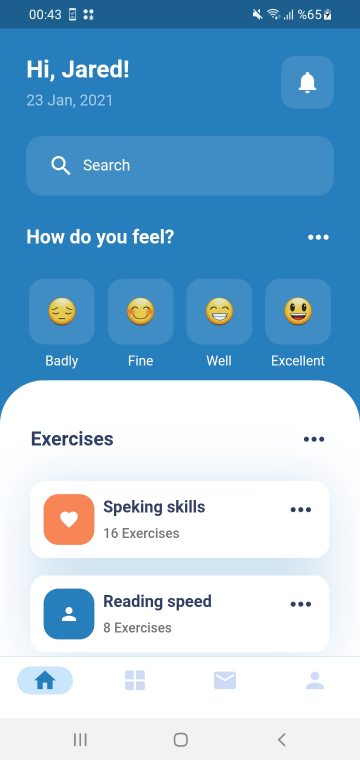 00:43
%65
Hi, Jared!
23 Jan, 2021
Search
How do you feel?
Badly
Fine
Well
Excellent
Exercises
Speking skills
16 Exercises
Reading speed
8 Exercises